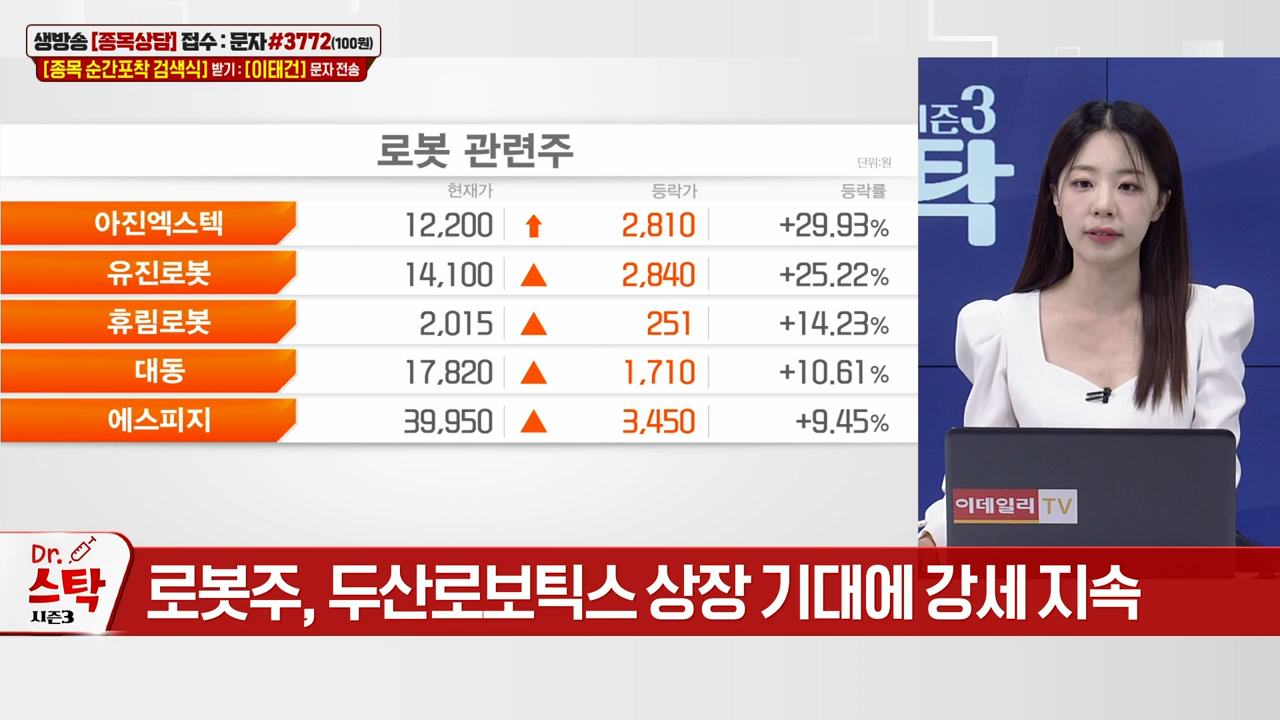 생방송 [종목상담] 접수 : 문자#3772(100원)
[종목 순간포착 검색식] 받기 : [이태건] 문자 전송
로봇 관련주
단위:원
현재가 등락가 등락률
아진엑스텍 12,200 2,810 +29.93%
유진로봇 14,100 ▲ 2,840 +25.22%
휴림로봇 2,015 ▲ 251 +14.23%
대동 17,820 ▲ 1,710 +10.61%
에스피지 39,950 ▲ 3,450 +9.45%
시즌3
탁
이데일리 TV
Dr.
스탁
시즌3
로봇주, 두산로보틱스 상장 기대에 강세 지속